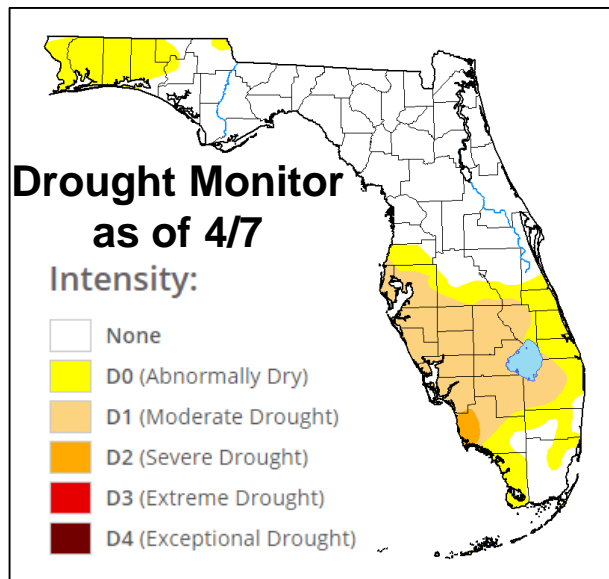 Drought Monitor
as of 4/7
Intensity:
None
D0 (Abnormally Dry)
D1 (Moderate Drought)
D2 (Severe Drought)
D3 (Extreme Drought)
D4 (Exceptional Drought)